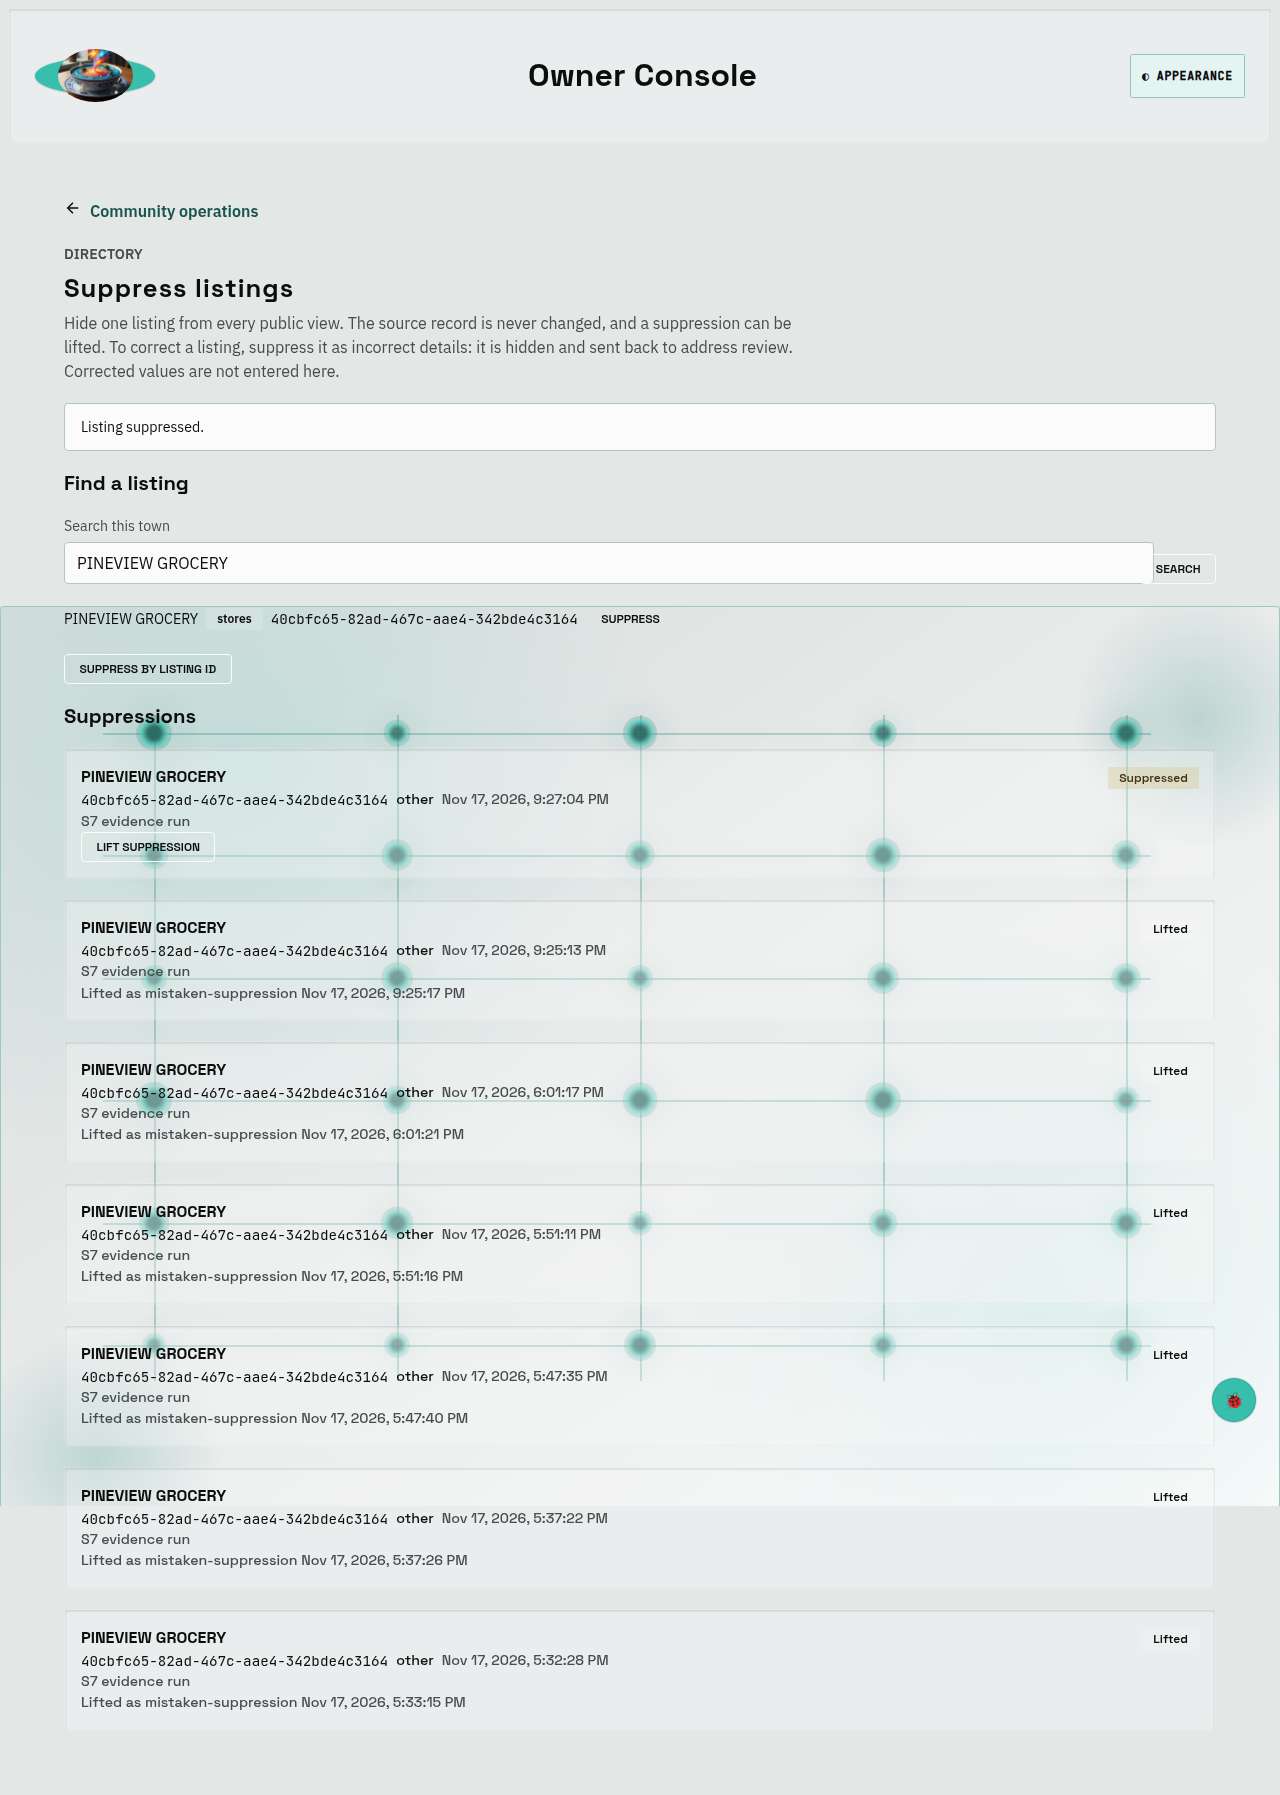 Owner Console
◐ APPEARANCE
← Community operations
DIRECTORY
Suppress listings
Hide one listing from every public view. The source record is never changed, and a suppression can be
lifted. To correct a listing, suppress it as incorrect details: it is hidden and sent back to address review.
Corrected values are not entered here.
Listing suppressed.
Find a listing
Search this town
PINEVIEW GROCERY
SEARCH
PINEVIEW GROCERY stores 40cbfc65-82ad-467c-aae4-342bde4c3164 SUPPRESS
SUPPRESS BY LISTING ID
Suppressions
PINEVIEW GROCERY
Suppressed
40cbfc65-82ad-467c-aae4-342bde4c3164 other Nov 17, 2026, 9:27:04 PM
S7 evidence run
LIFT SUPPRESSION
PINEVIEW GROCERY
Lifted
40cbfc65-82ad-467c-aae4-342bde4c3164 other Nov 17, 2026, 9:25:13 PM
S7 evidence run
Lifted as mistaken-suppression Nov 17, 2026, 9:25:17 PM
PINEVIEW GROCERY
Lifted
40cbfc65-82ad-467c-aae4-342bde4c3164 other Nov 17, 2026, 6:01:17 PM
S7 evidence run
Lifted as mistaken-suppression Nov 17, 2026, 6:01:21 PM
PINEVIEW GROCERY
Lifted
40cbfc65-82ad-467c-aae4-342bde4c3164 other Nov 17, 2026, 5:51:11 PM
S7 evidence run
Lifted as mistaken-suppression Nov 17, 2026, 5:51:16 PM
PINEVIEW GROCERY
Lifted
40cbfc65-82ad-467c-aae4-342bde4c3164 other Nov 17, 2026, 5:47:35 PM
S7 evidence run
Lifted as mistaken-suppression Nov 17, 2026, 5:47:40 PM
PINEVIEW GROCERY
Lifted
40cbfc65-82ad-467c-aae4-342bde4c3164 other Nov 17, 2026, 5:37:22 PM
S7 evidence run
Lifted as mistaken-suppression Nov 17, 2026, 5:37:26 PM
PINEVIEW GROCERY
Lifted
40cbfc65-82ad-467c-aae4-342bde4c3164 other Nov 17, 2026, 5:32:28 PM
S7 evidence run
Lifted as mistaken-suppression Nov 17, 2026, 5:33:15 PM